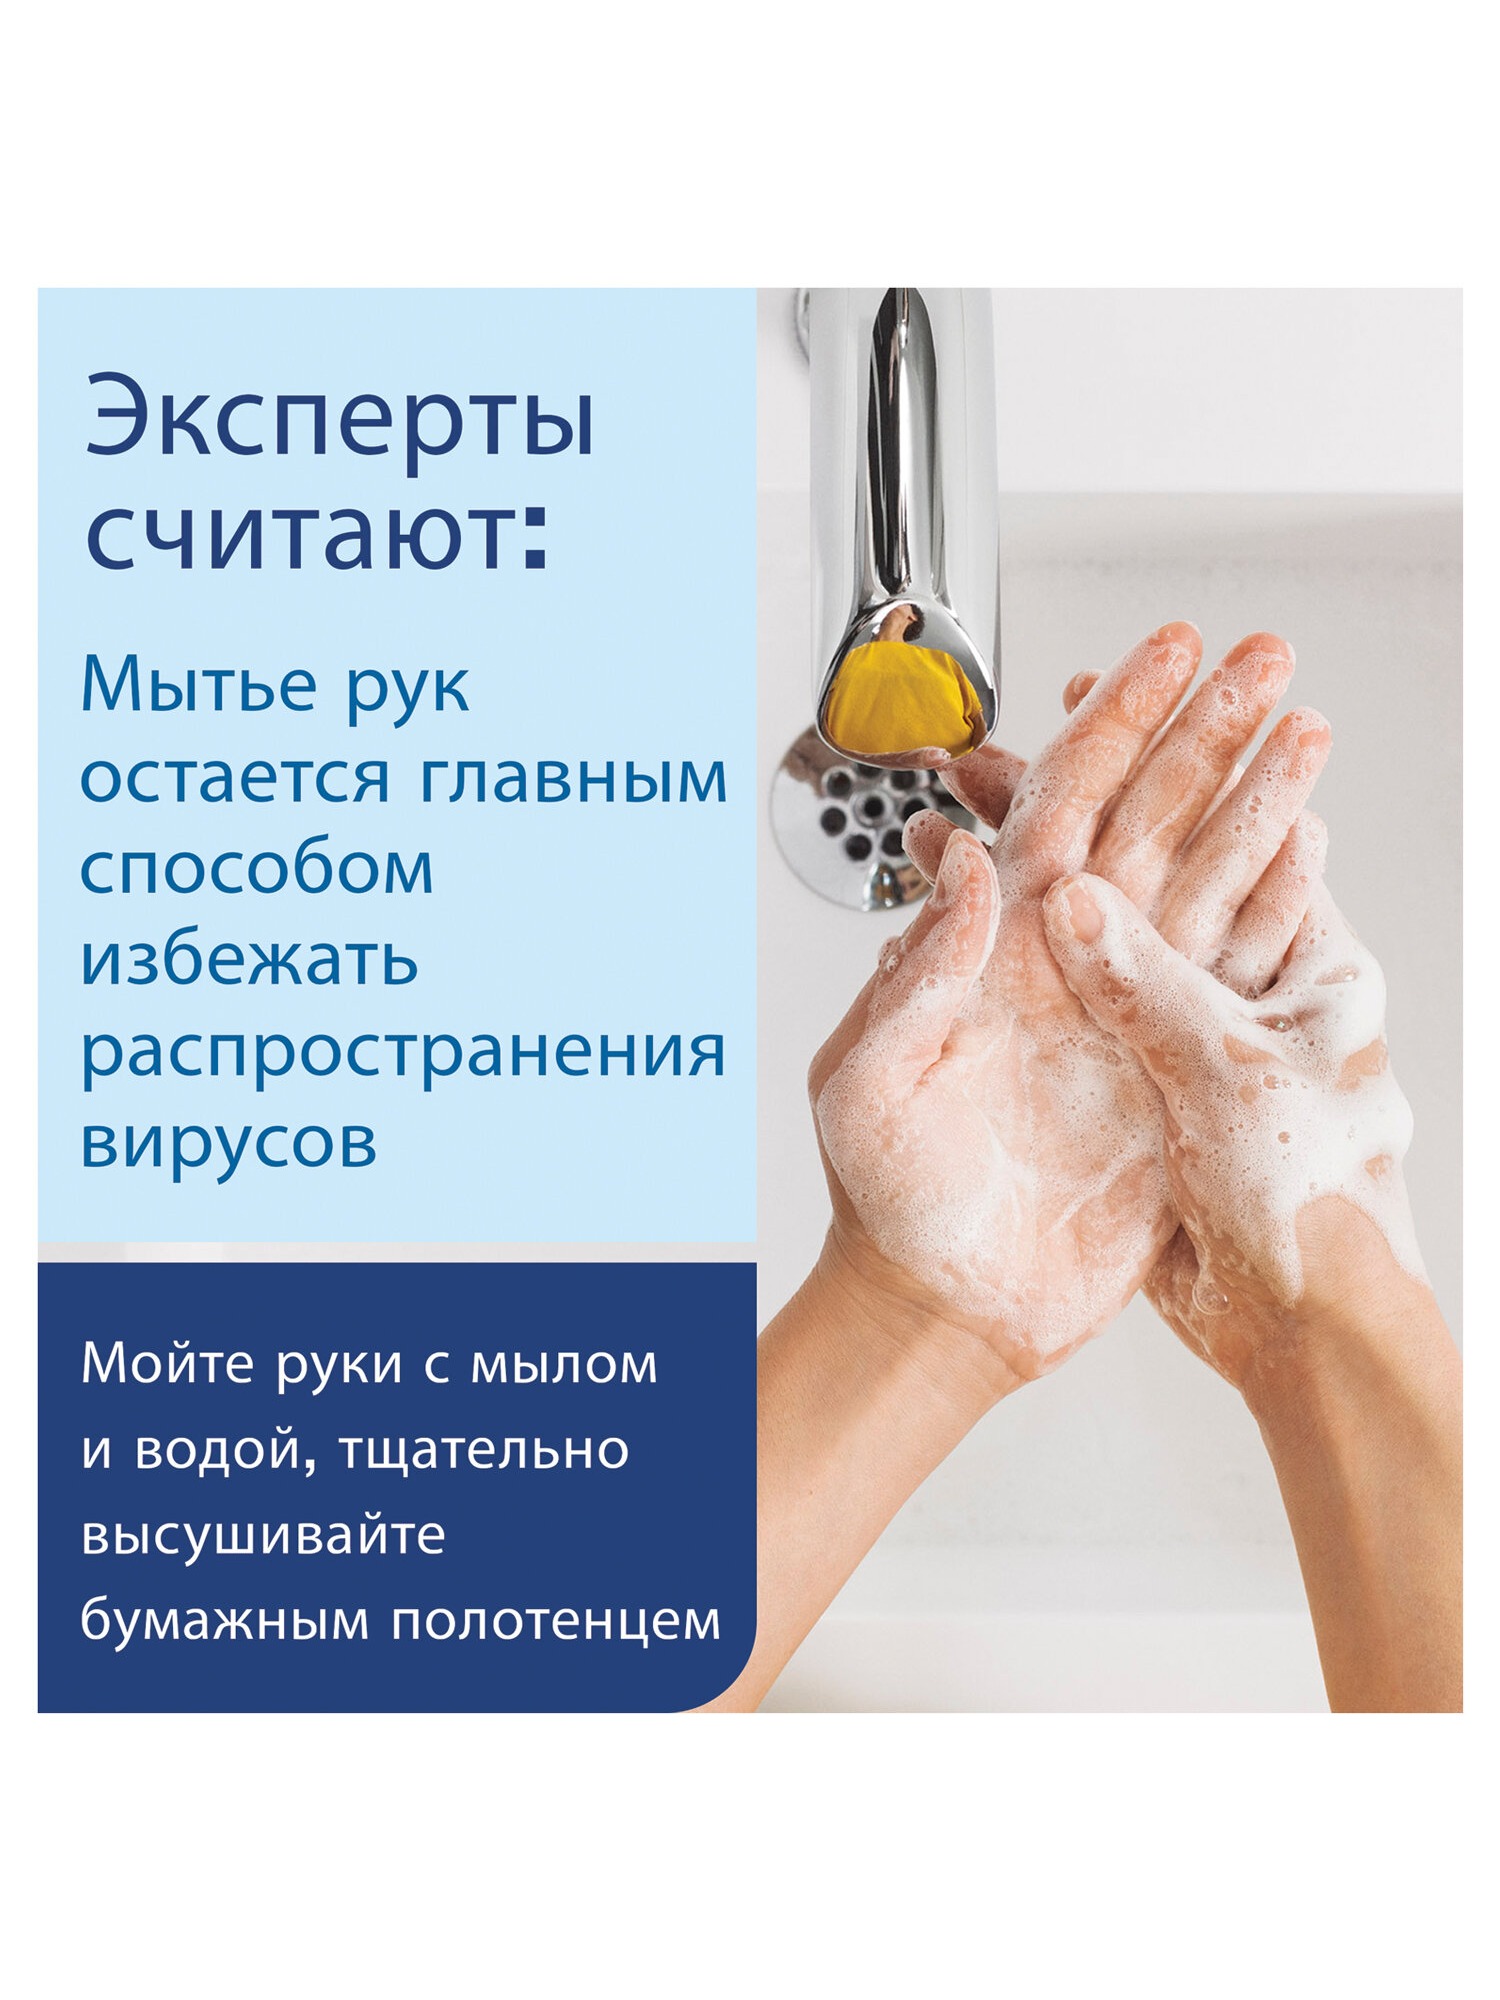 Эксперты
считают:
Мытье рук
остается главным
способом
избежать
распространения
вирусов
Мойте руки с мылом
и водой, тщательно
высушивайте
бумажным полотенцем